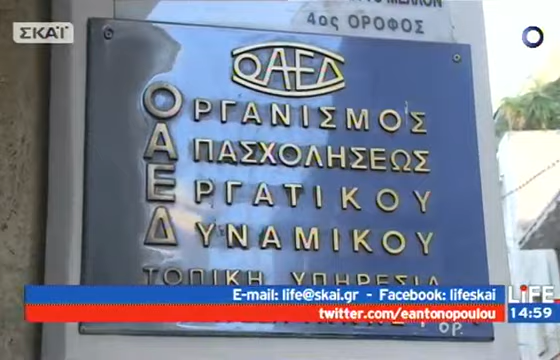 ΣΚΑΪ
4ος ΟΡΟΦΟΣ
ΟΑΕΔ
ΟΡΓΑΝΙΣΜΟΣ
ΑΠΑΣΧΟΛΗΣΕΩΣ
ΕΡΓΑΤΙΚΟΥ
ΔΥΝΑΜΙΚΟΥ
ΤΟΠΙΚΗ ΥΠΗΡΕΣΙΑ
E-mail: life@skai.gr - Facebook: lifeskai
LiFE
twitter.com/eantonopoulou
14:59